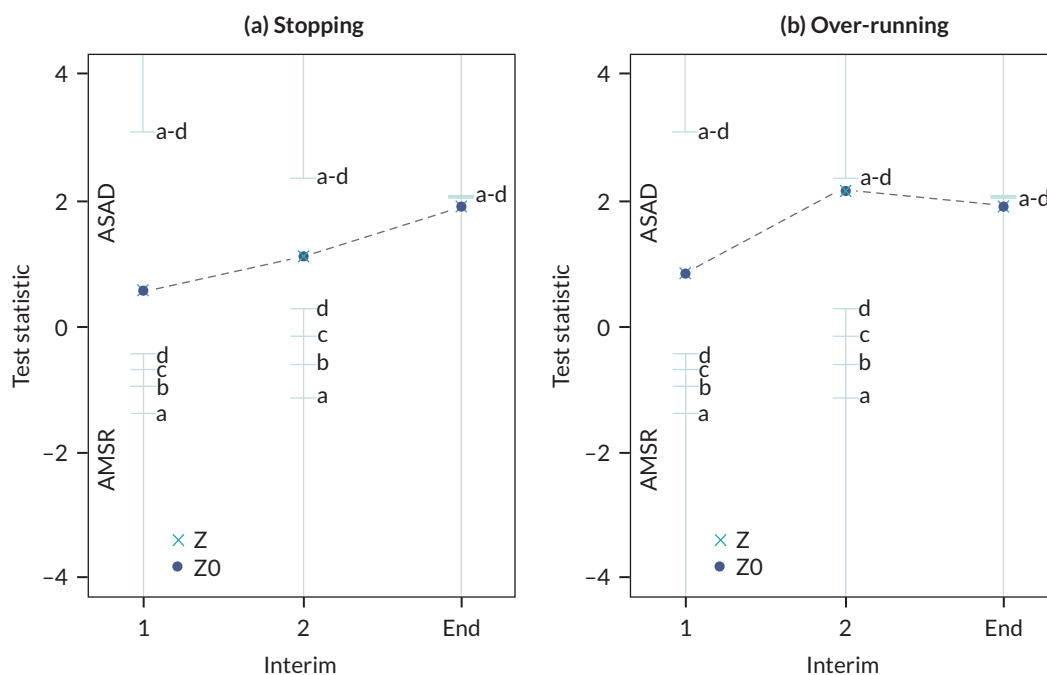 (a) Stopping
4
2
0
−2
−4
Test statistic
ASAD
AMSR
a-d
a-d
a-d
d
c
b
a
d
c
b
a
Z
Z0
1
2
End
Interim
(b) Over-running
4
2
0
−2
−4
Test statistic
ASAD
AMSR
a-d
a-d
a-d
d
c
b
a
d
c
b
a
Z
Z0
1
2
End
Interim